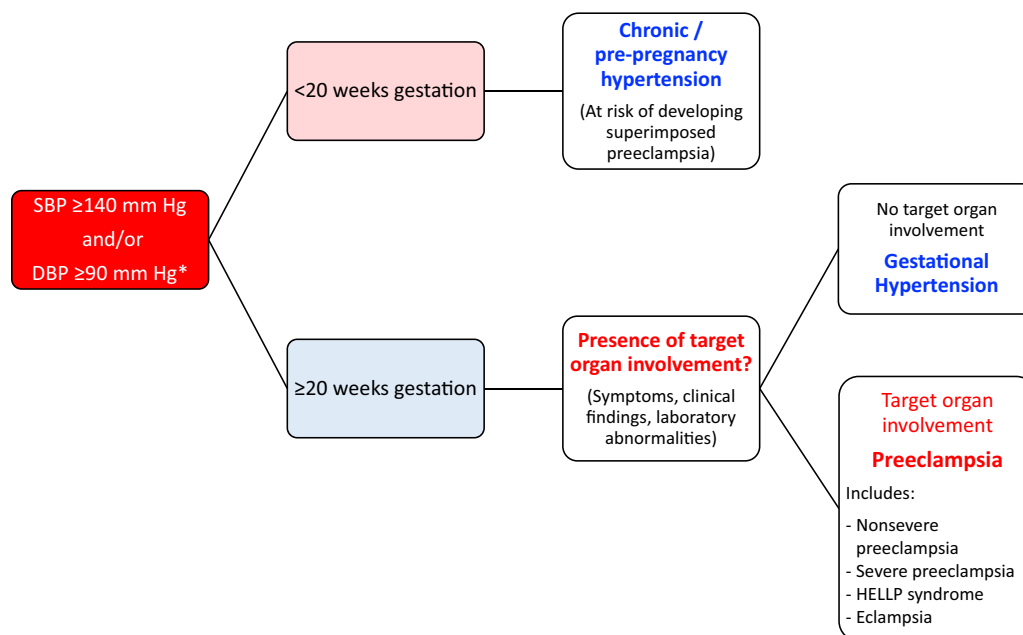 SBP ≥140 mm Hg
and/or
DBP ≥90 mm Hg*
<20 weeks gestation
Chronic /
pre-pregnancy
hypertension
(At risk of developing
superimposed
preeclampsia)
≥20 weeks gestation
Presence of target
organ involvement?
(Symptoms, clinical
findings, laboratory
abnormalities)
No target organ
involvement
Gestational
Hypertension
Target organ
involvement
Preeclampsia
Includes:
- Nonsevere
preeclampsia
- Severe preeclampsia
- HELLP syndrome
- Eclampsia